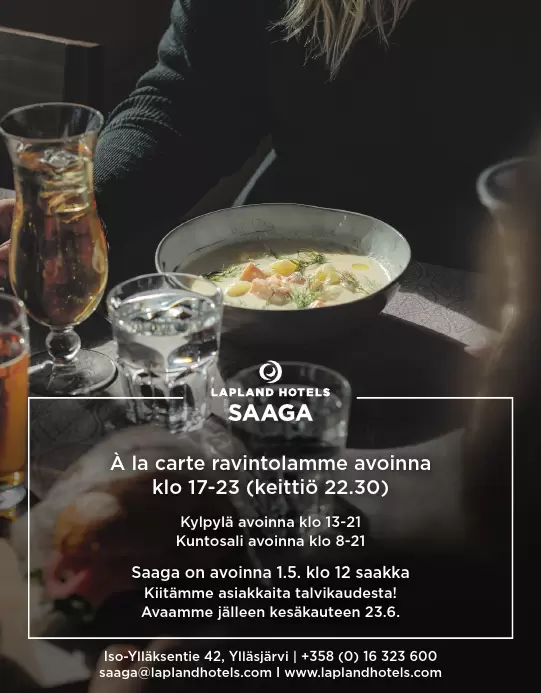 LAPLAND HOTELS
SAAGA
À la carte ravintolamme avoinna
klo 17-23 (keittiö 22.30)
Kylpylä avoinna klo 13-21
Kuntosali avoinna klo 8-21
Saaga on avoinna 1.5. klo 12 saakka
Kiitämme asiakkaita talvikaudesta!
Avaamme jälleen kesäkauteen 23.6.
Iso-Ylläksentie 42, Ylläsjärvi | +358 (0) 16 323 600
saaga@laplandhotels.com I www.laplandhotels.com